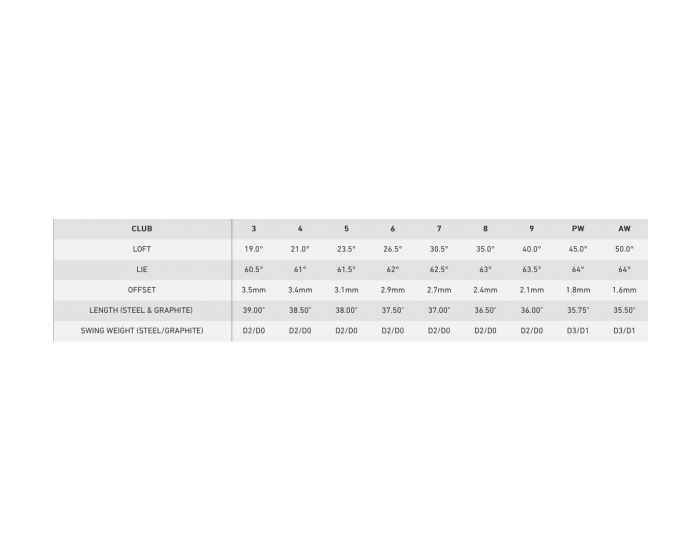 CLUB 3 4 5 6 7 8 9 PW AW
LOFT 19.0° 21.0° 23.5° 26.5° 30.5° 35.0° 40.0° 45.0° 50.0°
LIE 60.5° 61° 61.5° 62° 62.5° 63° 63.5° 64° 64°
OFFSET 3.5mm 3.4mm 3.1mm 2.9mm 2.7mm 2.4mm 2.1mm 1.8mm 1.6mm
LENGTH (STEEL & GRAPHITE) 39.00" 38.50" 38.00" 37.50" 37.00" 36.50" 36.00" 35.75" 35.50"
SWING WEIGHT (STEEL/GRAPHITE) D2/D0 D2/D0 D2/D0 D2/D0 D2/D0 D2/D0 D2/D0 D3/D1 D3/D1